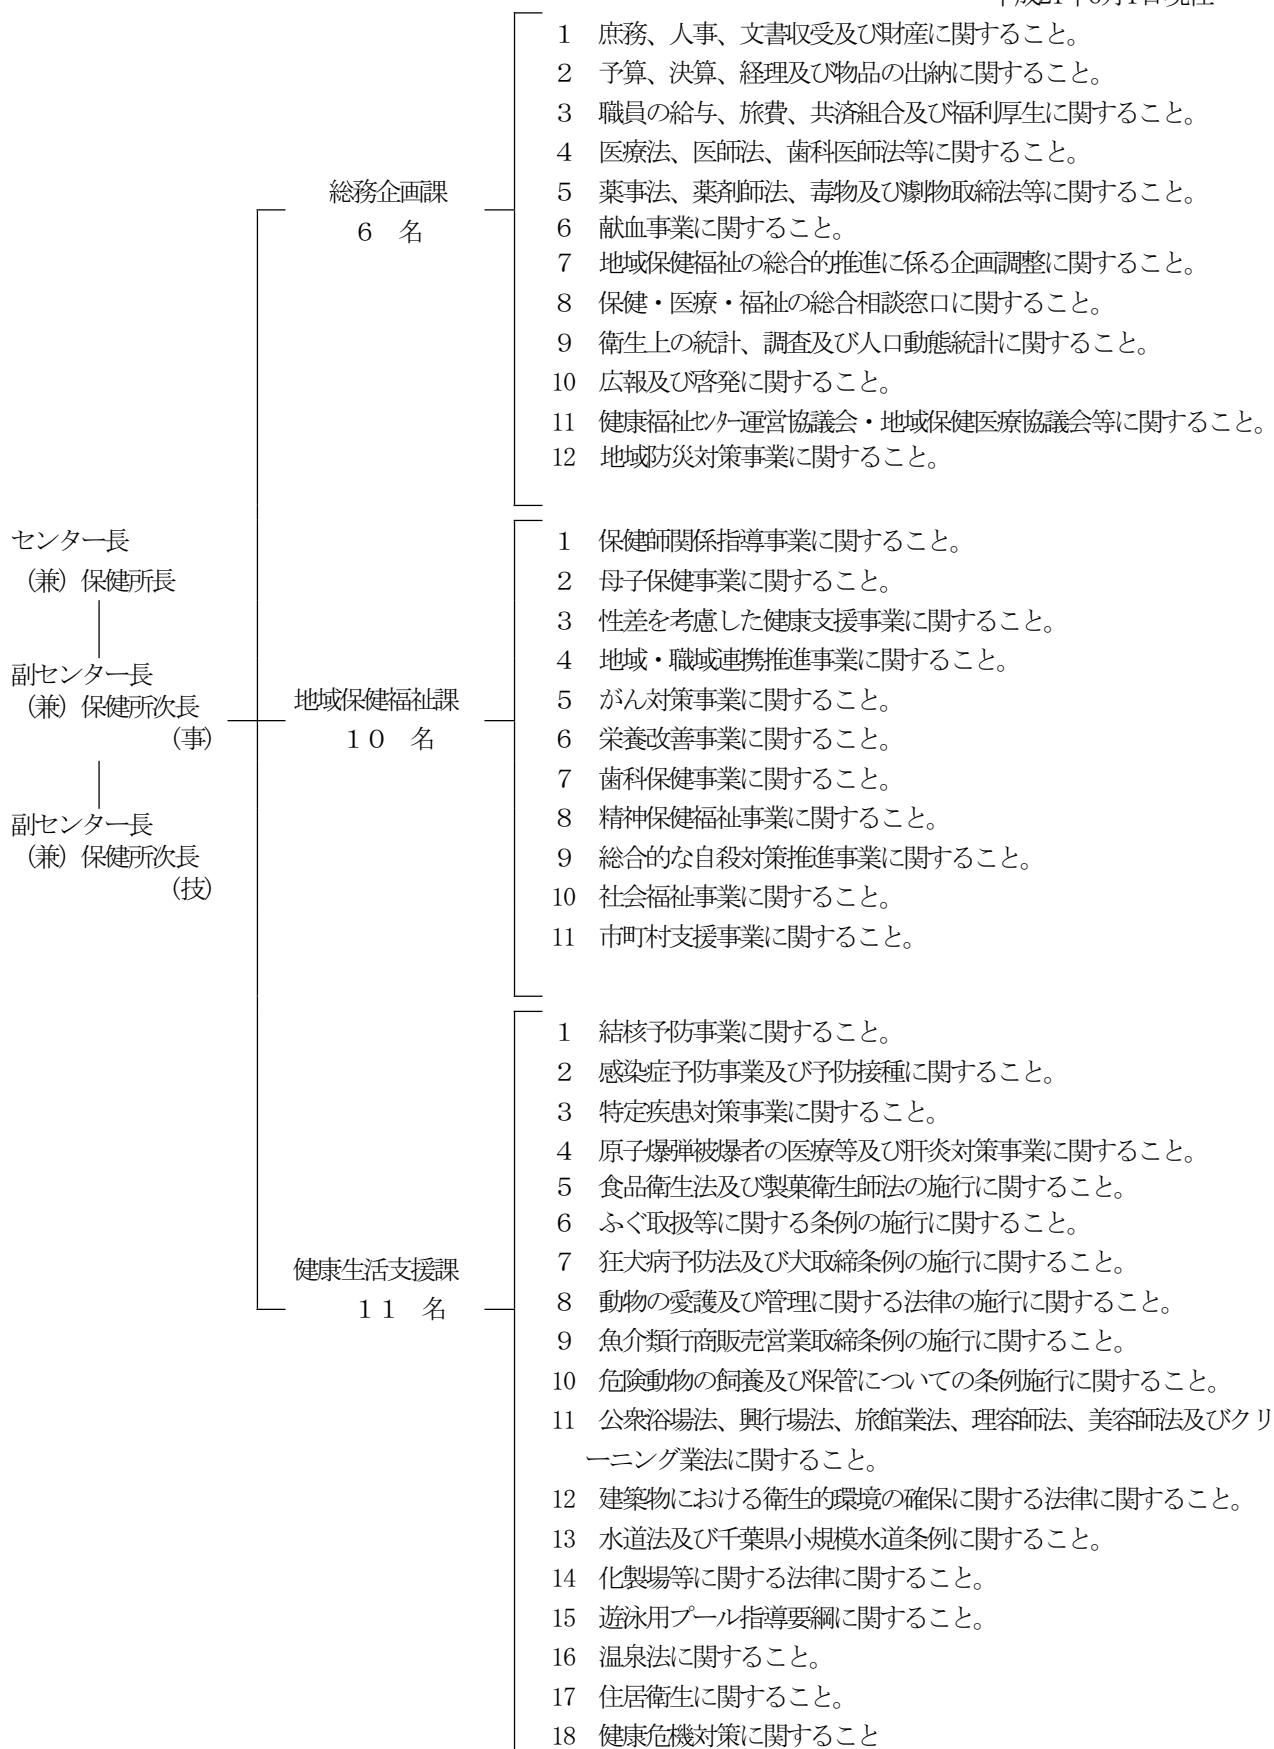 1 庶務、人事、文書収受及び財産に関すること。
2 予算、決算、経理及び物品の出納に関すること。
3 職員の給与、旅費、共済組合及び福利厚生に関すること。
4 医療法、医師法、歯科医師法等に関すること。
5 薬事法、薬剤師法、毒物及び劇物取締法等に関すること。
6 献血事業に関すること。
7 地域保健福祉の総合的推進に係る企画調整に関すること。
8 保健・医療・福祉の総合相談窓口に関すること。
9 衛生上の統計、調査及び人口動態統計に関すること。
10 広報及び啓発に関すること。
11 健康福祉センター運営協議会・地域保健医療協議会等に関すること。
12 地域防災対策事業に関すること。
総務企画課
6 名
センター長
(兼) 保健所長
副センター長
(兼) 保健所次長
(事)
副センター長
(兼) 保健所次長
(技)
地域保健福祉課
10 名
1 保健師関係指導事業に関すること。
2 母子保健事業に関すること。
3 性差を考慮した健康支援事業に関すること。
4 地域・職域連携推進事業に関すること。
5 がん対策事業に関すること。
6 栄養改善事業に関すること。
7 歯科保健事業に関すること。
8 精神保健福祉事業に関すること。
9 総合的な自殺対策推進事業に関すること。
10 社会福祉事業に関すること。
11 市町村支援事業に関すること。
健康生活支援課
11 名
1 結核予防事業に関すること。
2 感染症予防事業及び予防接種に関すること。
3 特定疾患対策事業に関すること。
4 原子爆弾被爆者の医療等及び肝炎対策事業に関すること。
5 食品衛生法及び製菓衛生師法の施行に関すること。
6 ふぐ取扱等に関する条例の施行に関すること。
7 狂犬病予防法及び犬取締条例の施行に関すること。
8 動物の愛護及び管理に関する法律の施行に関すること。
9 魚介類行商販売営業取締条例の施行に関すること。
10 危険動物の飼養及び保管についての条例施行に関すること。
11 公衆浴場法、興行場法、旅館業法、理容師法、美容師法及びクリ
ーニング業法に関すること。
12 建築物における衛生的環境の確保に関する法律に関すること。
13 水道法及び千葉県小規模水道条例に関すること。
14 化製場等に関する法律に関すること。
15 遊泳用プール指導要綱に関すること。
16 温泉法に関すること。
17 住居衛生に関すること。
18 健康危機対策に関すること